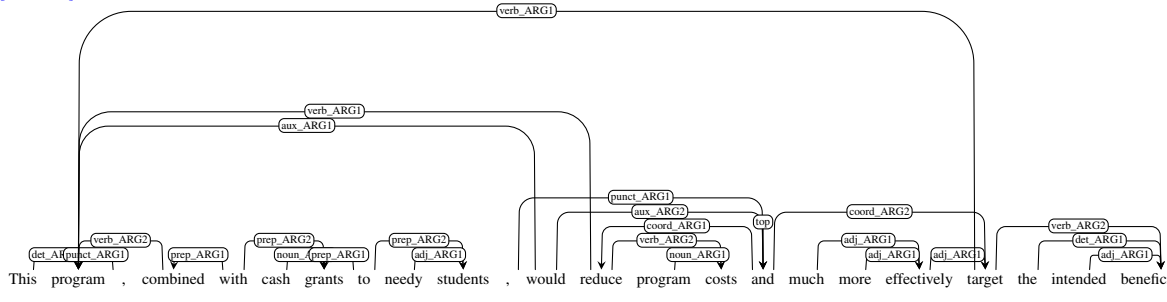 verb_ARG1
verb_ARG1
aux_ARG1
punct_ARG1
aux_ARG2 top coord_ARG2
verb_ARG2 prep_ARG2 prep_ARG2 coord_ARG1 adj_ARG1 verb_ARG2
verb_ARG2 det_ARG1
punct_ARG1 prep_ARG1 prep_ARG1 adj_ARG1 noun_ARG1 adj_ARG1 adj_ARG1 adj_ARG1
This program , combined with cash grants to needy students , would reduce program costs and much more effectively target the intended